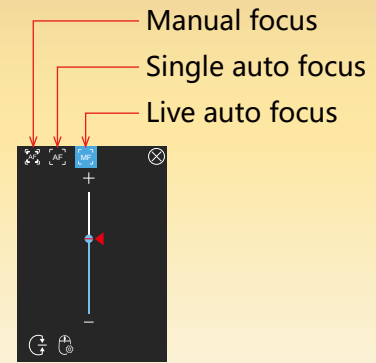 Manual focus
Single auto focus
Live auto focus
AF AF MF
+
−